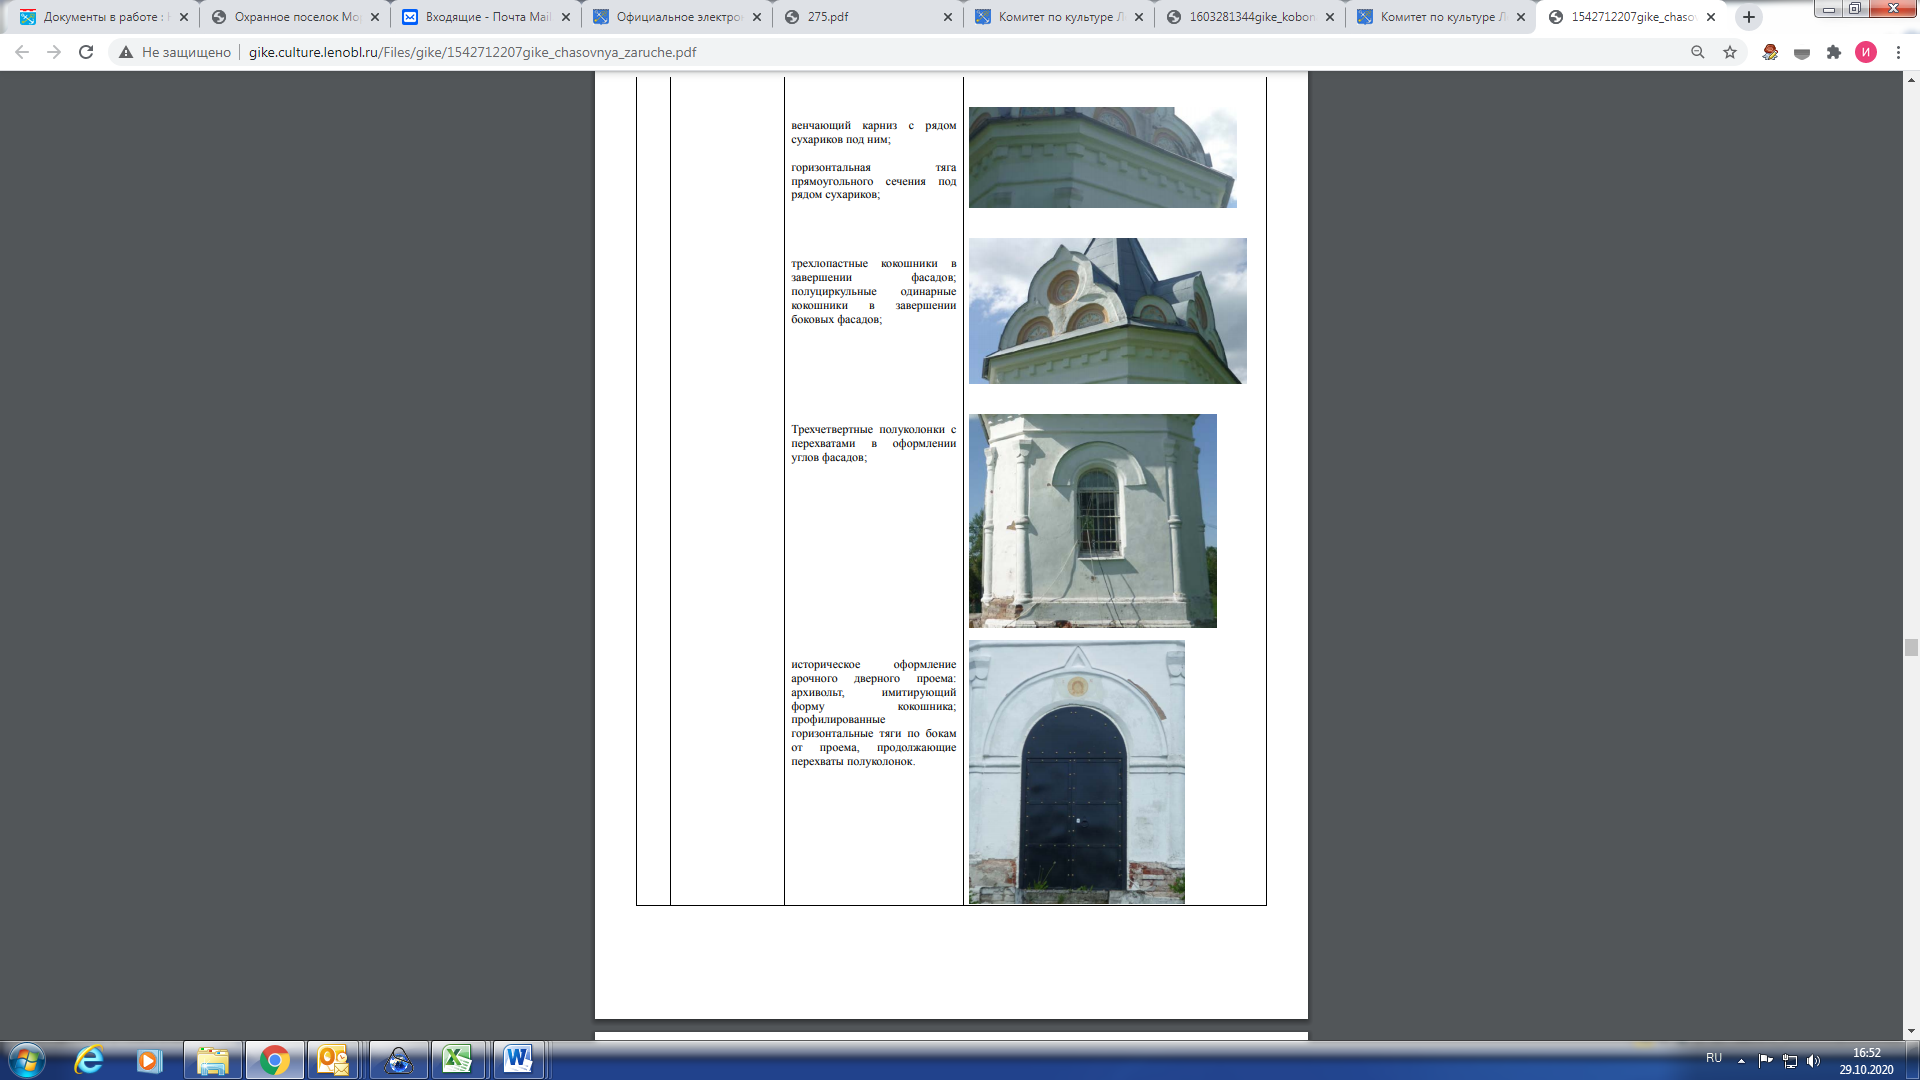 Документы в работе :
Охранное поселок Мо
Входящие - Почта Mail
Официальное электро
275.pdf
Комитет по культуре Л
1603281344gike_kobon
Комитет по культуре Л
1542712207gike_chaso
Не защищено
gike.culture.lenobl.ru/Files/gike/1542712207gike_chasovnya_zaruche.pdf
И
венчающий карниз с рядом
сухариков под ним;
горизонтальная тяга
прямоугольного сечения под
рядом сухариков;
трехлопастные кокошники в
завершении фасадов;
полуциркульные одинарные
кокошники в завершении
боковых фасадов;
Трехчетвертные полуколонки с
перехватами в оформлении
углов фасадов;
историческое оформление
арочного дверного проема:
архивольт, имитирующий
форму кокошника;
профилированные
горизонтальные тяги по бокам
от проема, продолжающие
перехваты полуколонок.
RU
16:52
29.10.2020